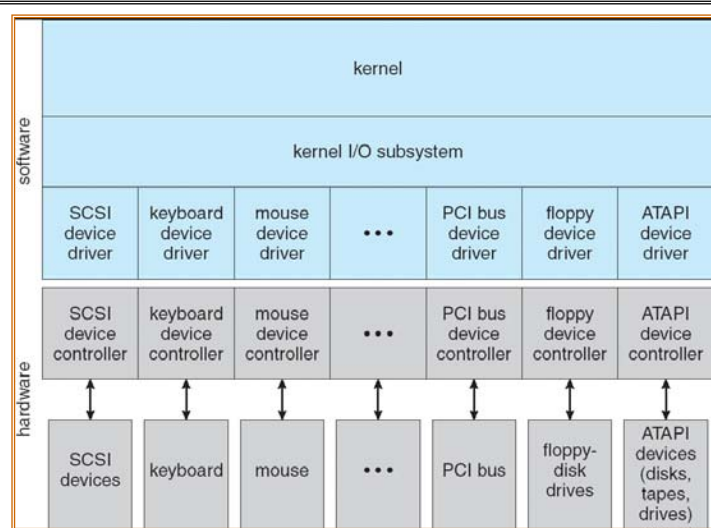 software
kernel
kernel I/O subsystem
SCSI
device
driver
keyboard
device
driver
mouse
device
driver
•••
PCI bus
device
driver
floppy
device
driver
ATAPI
device
driver
hardware
SCSI
device
controller
keyboard
device
controller
mouse
device
controller
•••
PCI bus
device
controller
floppy
device
controller
ATAPI
device
controller
SCSI
devices
keyboard
mouse
•••
PCI bus
floppy-
disk
drives
ATAPI
devices
(disks,
tapes,
drives)